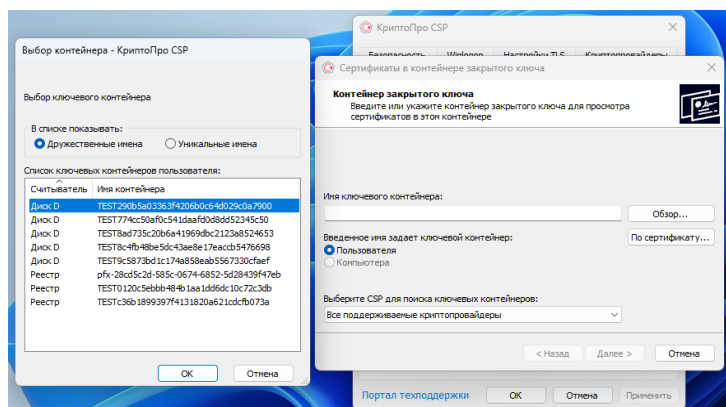 КриптоПро CSP
Безопасность Winlogon Настройки TLS Криптопровайдеры
Выбор контейнера - КриптоПро CSP
Выбор ключевого контейнера
В списке показывать:
Дружественные имена Уникальные имена
Список ключевых контейнеров пользователя:
Считыватель Имя контейнера
Диск D TEST290b5a03363f4206b0c64d029c0a7900
Диск D TEST774cc50af0c541daafd0d8dd52345c50
Диск D TEST8ad735c20b6a41969dbc2123a8524653
Диск D TEST8c4fb48be5dc43ae8e17eaccb5476698
Диск D TEST9c5873bd1c174a858eab5567330cfaef
Реестр pfx-28cd5c2d-585c-0674-6852-5d28439f47eb
Реестр TEST0120c5ebbb484b1aa1dd6dc10c72c3db
Реестр TESTc36b1899397f4131820a621cdcfb073a
ОК Отмена
Сертификаты в контейнере закрытого ключа
Контейнер закрытого ключа
Введите или укажите контейнер закрытого ключа для просмотра
сертификатов в этом контейнере
Имя ключевого контейнера:
Обзор...
Введенное имя задает ключевой контейнер:
По сертификату...
Пользователя
Компьютера
Выберите CSP для поиска ключевых контейнеров:
Все поддерживаемые криптопровайдеры
< Назад Далее > Отмена
Портал техподдержки ОК Отмена Применить